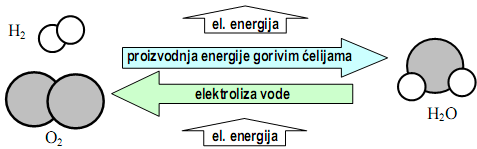 el. energija
H₂
proizvodnja energije gorivim ćelijama
elektroliza vode
H₂O
O₂
el. energija